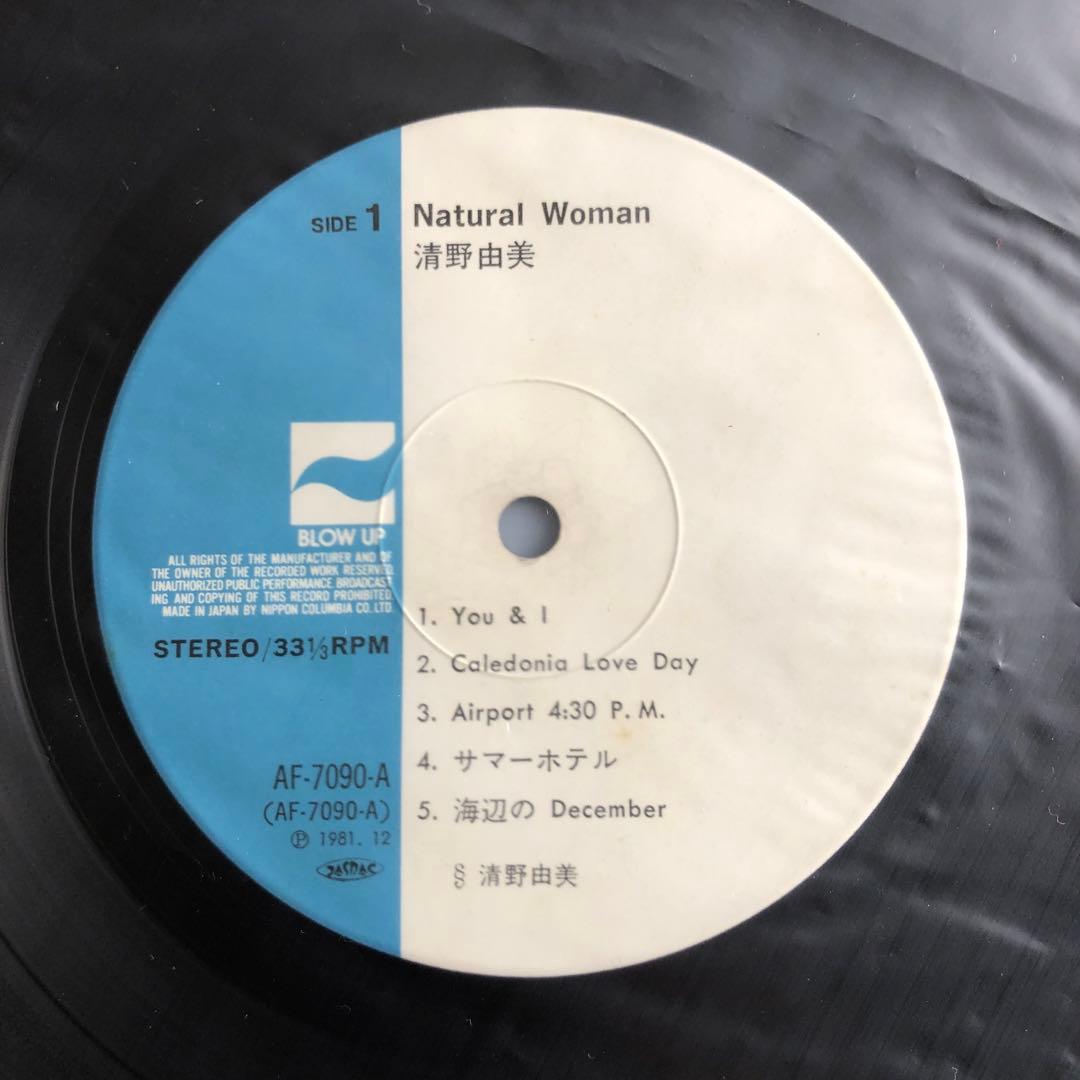 SIDE 1
Natural Woman
清野由美
BLOW UP
ALL RIGHTS OF THE MANUFACTURER AND OF
THE OWNER OF THE RECORDED WORK RESERVED
UNAUTHORIZED PUBLIC PERFORMANCE BROADCAST
ING AND COPYING OF THIS RECORD PROHIBITED
MADE IN JAPAN BY NIPPON COLUMBIA CO. LTD
STEREO/33⅓RPM
AF-7090-A
(AF-7090-A)
Ⓟ 1981. 12
JASRAC
1. You & I
2. Caledonia Love Day
3. Airport 4:30 P.M.
4. サマーホテル
5. 海辺の December
§ 清野由美